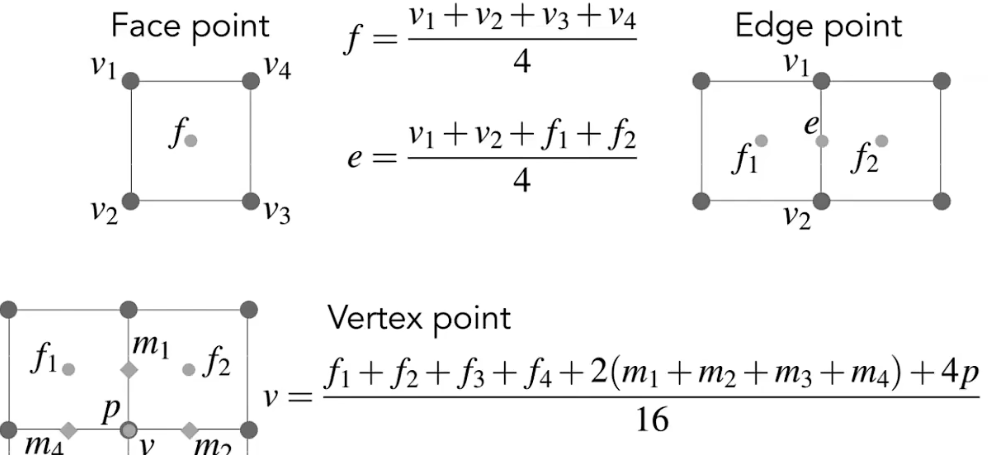 Face point
v₁ v₄
f
v₂ v₃
f = (v₁ + v₂ + v₃ + v₄) / 4
e = (v₁ + v₂ + f₁ + f₂) / 4
Edge point
v₁
e
f₁ f₂
v₂
Vertex point
f₁ m₁ f₂
p
m₄ v m₂
v = (f₁ + f₂ + f₃ + f₄ + 2(m₁ + m₂ + m₃ + m₄) + 4p) / 16